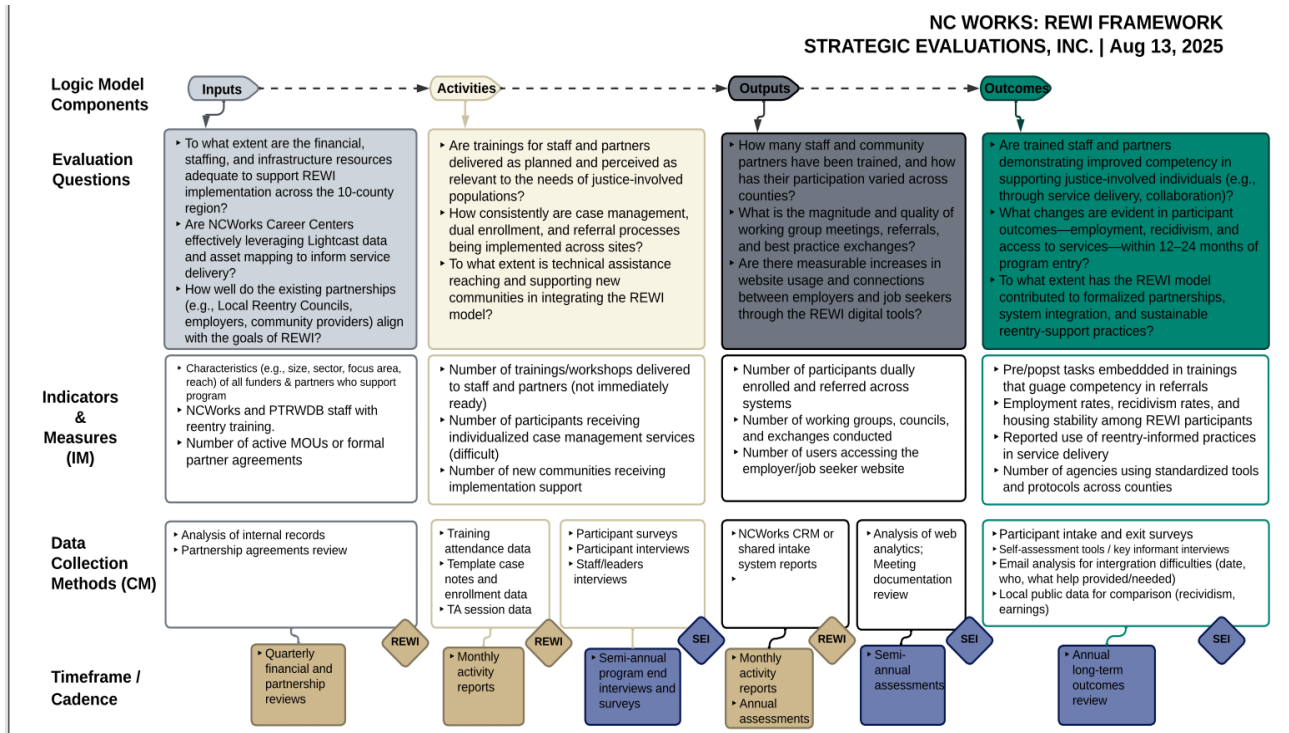 NC WORKS: REWI FRAMEWORK
STRATEGIC EVALUATIONS, INC. | Aug 13, 2025
Logic Model
Components
Inputs
Activities
Outputs
Outcomes
Evaluation
Questions
‣ To what extent are the financial,
staffing, and infrastructure resources
adequate to support REWI
implementation across the 10-county
region?
‣ Are NCWorks Career Centers
effectively leveraging Lightcast data
and asset mapping to inform service
delivery?
‣ How well do the existing partnerships
(e.g., Local Reentry Councils,
employers, community providers) align
with the goals of REWI?
‣ Are trainings for staff and partners
delivered as planned and perceived as
relevant to the needs of justice-involved
populations?
‣ How consistently are case management,
dual enrollment, and referral processes
being implemented across sites?
‣ To what extent is technical assistance
reaching and supporting new
communities in integrating the REWI
model?
‣ How many staff and community
partners have been trained, and how
has their participation varied across
counties?
‣ What is the magnitude and quality of
working group meetings, referrals,
and best practice exchanges?
‣ Are there measurable increases in
website usage and connections
between employers and job seekers
through the REWI digital tools?
‣ Are trained staff and partners
demonstrating improved competency in
supporting justice-involved individuals (e.g.,
through service delivery, collaboration)?
‣ What changes are evident in participant
outcomes—employment, recidivism, and
access to services—within 12–24 months of
program entry?
‣ To what extent has the REWI model
contributed to formalized partnerships,
system integration, and sustainable
reentry-support practices?
Indicators
&
Measures
(IM)
‣ Characteristics (e.g., size, sector, focus area,
reach) of all funders & partners who support
program
‣ NCWorks and PTRWDB staff with
reentry training.
‣ Number of active MOUs or formal
partner agreements
‣ Number of trainings/workshops delivered
to staff and partners (not immediately
ready)
‣ Number of participants receiving
individualized case management services
(difficult)
‣ Number of new communities receiving
implementation support
‣ Number of participants dually
enrolled and referred across
systems
‣ Number of working groups, councils,
and exchanges conducted
‣ Number of users accessing the
employer/job seeker website
‣ Pre/popst tasks embeddded in trainings
that guage competency in referrals
‣ Employment rates, recidivism rates, and
housing stability among REWI participants
‣ Reported use of reentry-informed practices
in service delivery
‣ Number of agencies using standardized tools
and protocols across counties
Data
Collection
Methods (CM)
‣ Analysis of internal records
‣ Partnership agreements review
‣ Training
attendance data
‣ Template case
notes and
enrollment data
‣ TA session data
‣ Participant surveys
‣ Participant interviews
‣ Staff/leaders
interviews
‣ NCWorks CRM or
shared intake
system reports
‣
‣ Analysis of web
analytics;
Meeting
documentation
review
‣ Participant intake and exit surveys
‣ Self-assessment tools / key informant interviews
‣ Email analysis for intergration difficulties (date,
who, what help provided/needed)
‣ Local public data for comparison (recividism,
earnings)
REWI
REWI
SEI
REWI
SEI
SEI
Timeframe /
Cadence
‣ Quarterly
financial and
partnership
reviews
‣ Monthly
activity
reports
‣ Semi-annual
program end
interviews and
surveys
‣ Monthly
activity
reports
‣ Annual
assessments
‣ Semi-
annual
assessments
‣ Annual
long-term
outcomes
review